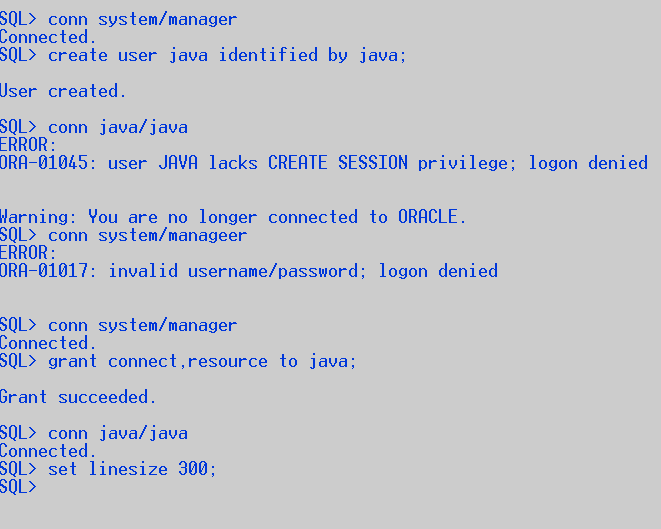 SQL> conn system/manager
Connected.
SQL> create user java identified by java;
User created.
SQL> conn java/java
ERROR:
ORA-01045: user JAVA lacks CREATE SESSION privilege; logon denied
Warning: You are no longer connected to ORACLE.
SQL> conn system/manageer
ERROR:
ORA-01017: invalid username/password; logon denied
SQL> conn system/manager
Connected.
SQL> grant connect,resource to java;
Grant succeeded.
SQL> conn java/java
Connected.
SQL> set linesize 300;
SQL>